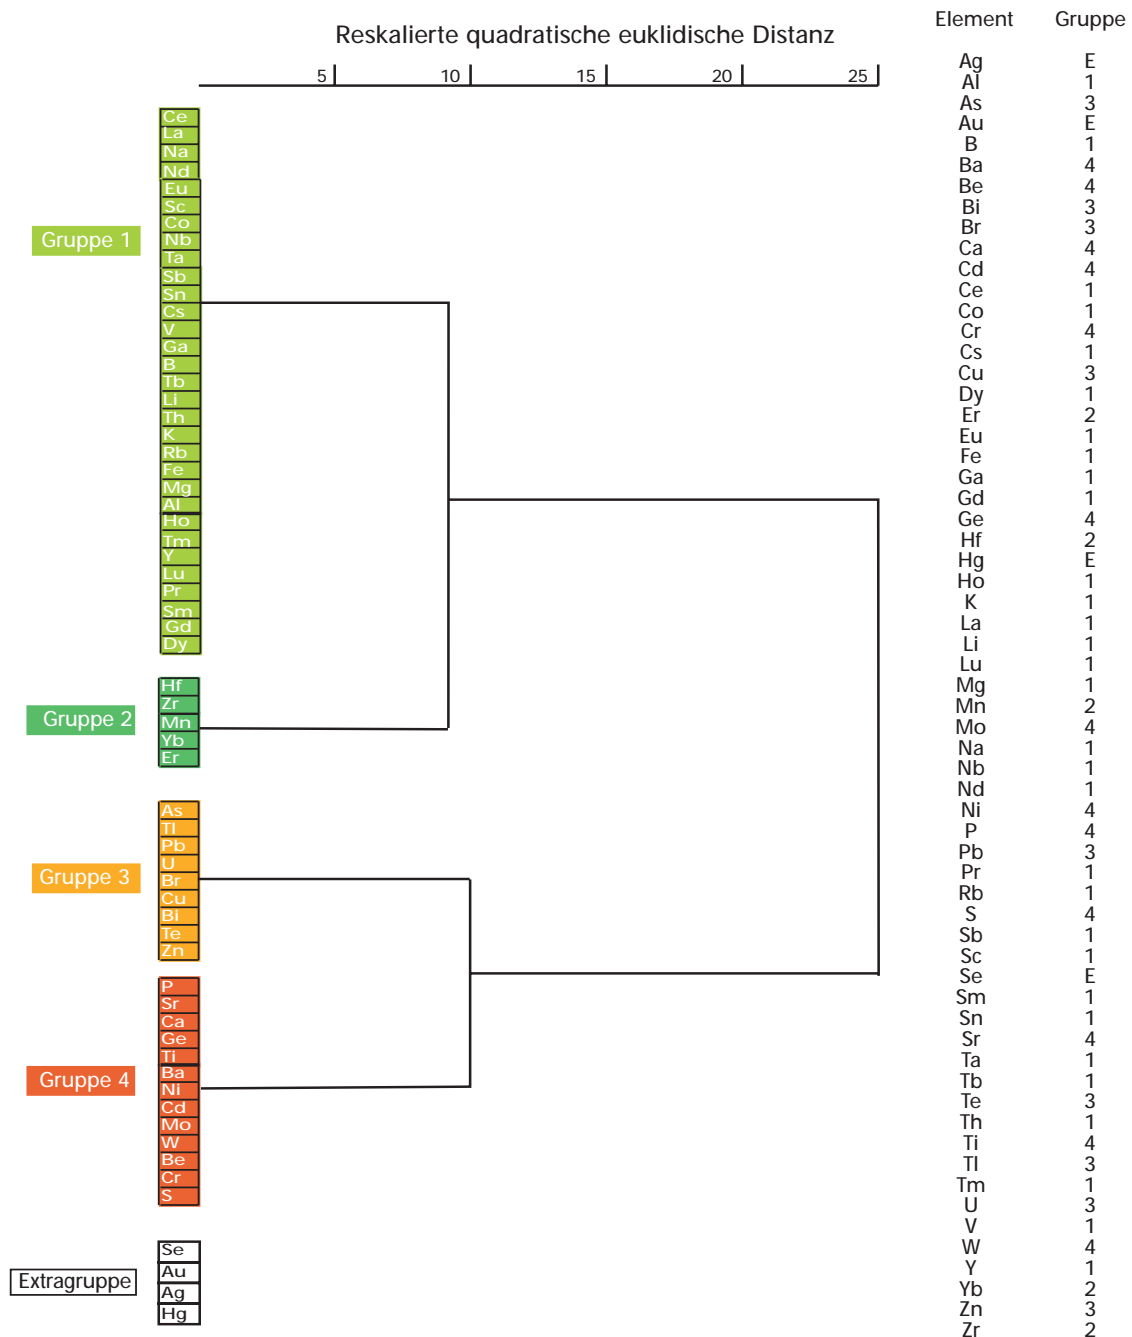 Reskalierte quadratische euklidische Distanz
5 10 15 20 25
Gruppe 1
Ce
La
Na
Nd
Eu
Sc
Co
Nb
Ta
Sb
Sn
Cs
V
Ga
B
Tb
Li
Th
K
Rb
Fe
Mg
Al
Ho
Tm
Y
Lu
Pr
Sm
Gd
Dy
Gruppe 2
Hf
Zr
Mn
Yb
Er
Gruppe 3
As
Tl
Pb
U
Br
Cu
Bi
Te
Zn
Gruppe 4
P
Sr
Ca
Ge
Ti
Ba
Ni
Cd
Mo
W
Be
Cr
S
Extragruppe
Se
Au
Ag
Hg
Element Gruppe
Ag E
Al 1
As 3
Au E
B 1
Ba 4
Be 4
Bi 3
Br 3
Ca 4
Cd 4
Ce 1
Co 1
Cr 4
Cs 1
Cu 3
Dy 1
Er 2
Eu 1
Fe 1
Ga 1
Gd 1
Ge 4
Hf 2
Hg E
Ho 1
K 1
La 1
Li 1
Lu 1
Mg 1
Mn 2
Mo 4
Na 1
Nb 1
Nd 1
Ni 4
P 4
Pb 3
Pr 1
Rb 1
S 4
Sb 1
Sc 1
Se E
Sm 1
Sn 1
Sr 4
Ta 1
Tb 1
Te 3
Th 1
Ti 4
Tl 3
Tm 1
U 3
V 1
W 4
Y 1
Yb 2
Zn 3
Zr 2